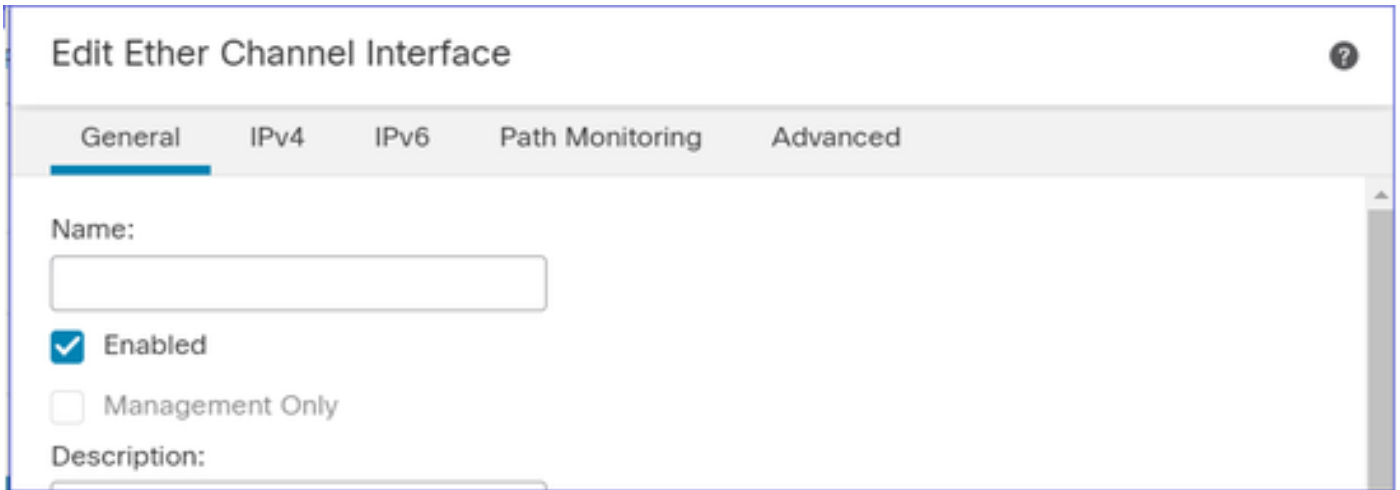 Edit Ether Channel Interface
General IPv4 IPv6 Path Monitoring Advanced
Name:
Enabled
Management Only
Description: